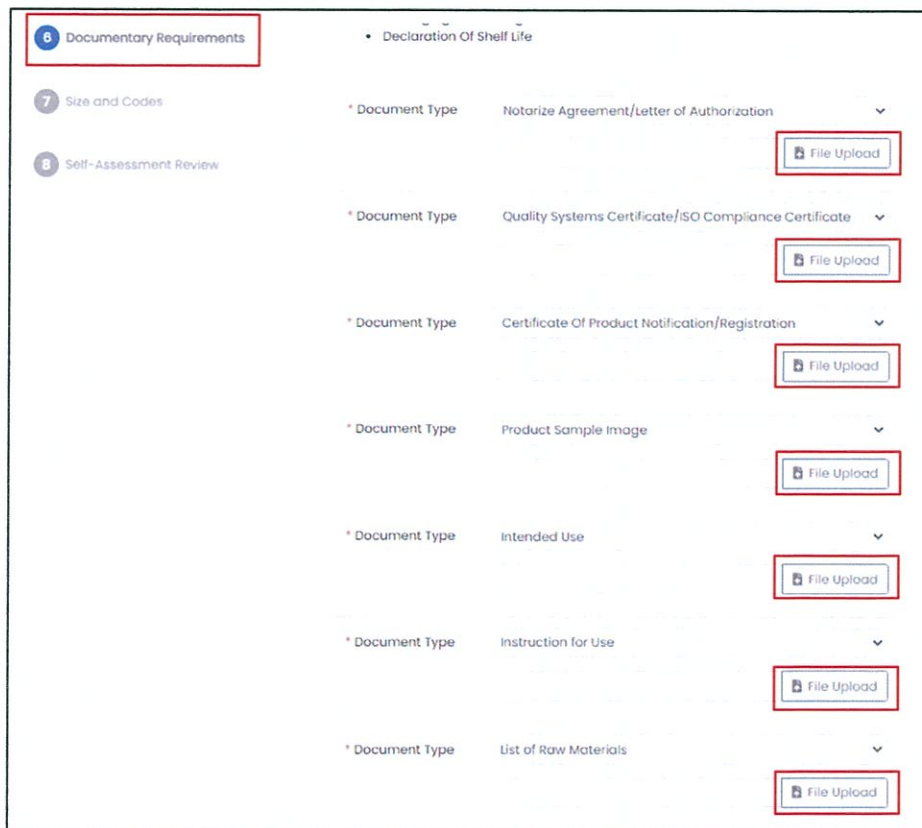 6 Documentary Requirements
• Declaration Of Shelf Life
7 Size and Codes
* Document Type Notarize Agreement/Letter of Authorization
File Upload
8 Self-Assessment Review
* Document Type Quality Systems Certificate/ISO Compliance Certificate
File Upload
* Document Type Certificate Of Product Notification/Registration
File Upload
* Document Type Product Sample Image
File Upload
* Document Type Intended Use
File Upload
* Document Type Instruction for Use
File Upload
* Document Type List of Raw Materials
File Upload